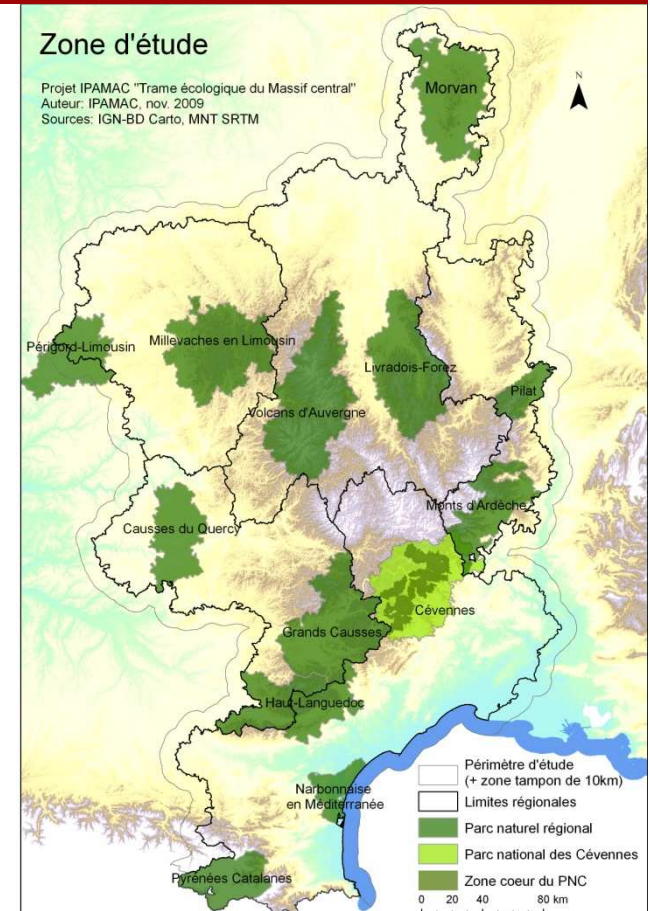 Zone d'étude
Projet IPAMAC "Trame écologique du Massif central"
Auteur: IPAMAC, nov. 2009
Sources: IGN-BD Carto, MNT SRTM
N
Morvan
Périgord-Limousin
Millevaches en Limousin
Livradois-Forez
Volcans d'Auvergne
Pilat
Monts d'Ardèche
Causses du Quercy
Cévennes
Grands Causses
Haut-Languedoc
Narbonnaise
en Méditerranée
Pyrénées Catalanes
Périmètre d'étude
(+ zone tampon de 10km)
Limites régionales
Parc naturel régional
Parc national des Cévennes
Zone coeur du PNC
0 20 40 80 km